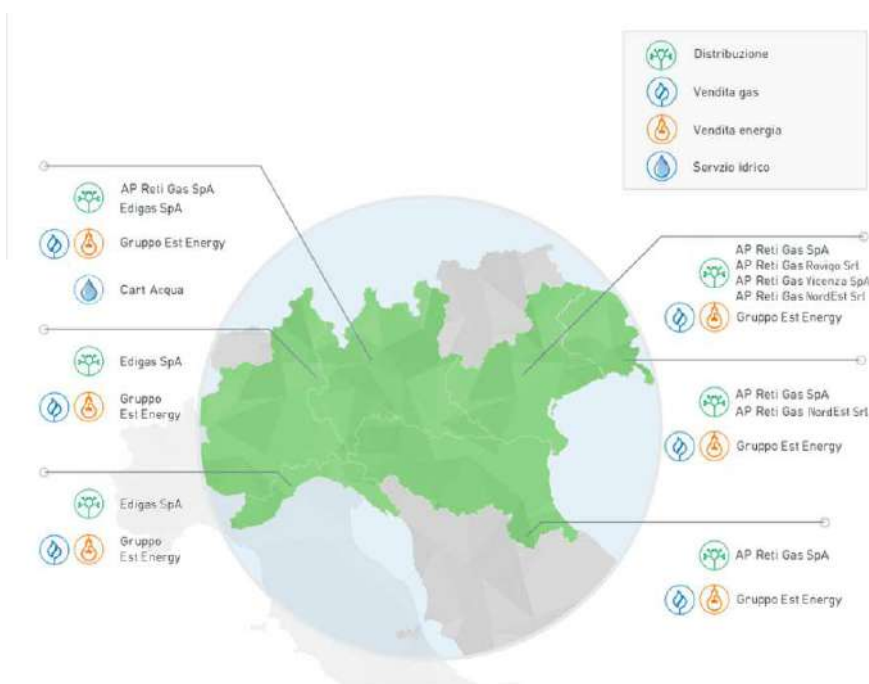 Distribuzione
Vendita gas
Vendita energia
Servzio idrico
AP Reti Gas SpA
Edigas SpA
Gruppo Est Energy
Cart Acqua
Edigas SpA
Gruppo
Est Energy
Edigas SpA
Gruppo
Est Energy
AP Reti Gas SpA
AP Reti Gas Rovigo Srl
AP Reti Gas Vicenza SpA
AP Reti Gas NordEst Srl
Gruppo Est Energy
AP Reti Gas SpA
AP Reti Gas NordEst Srl
Gruppo Est Energy
AP Reti Gas SpA
Gruppo Est Energy